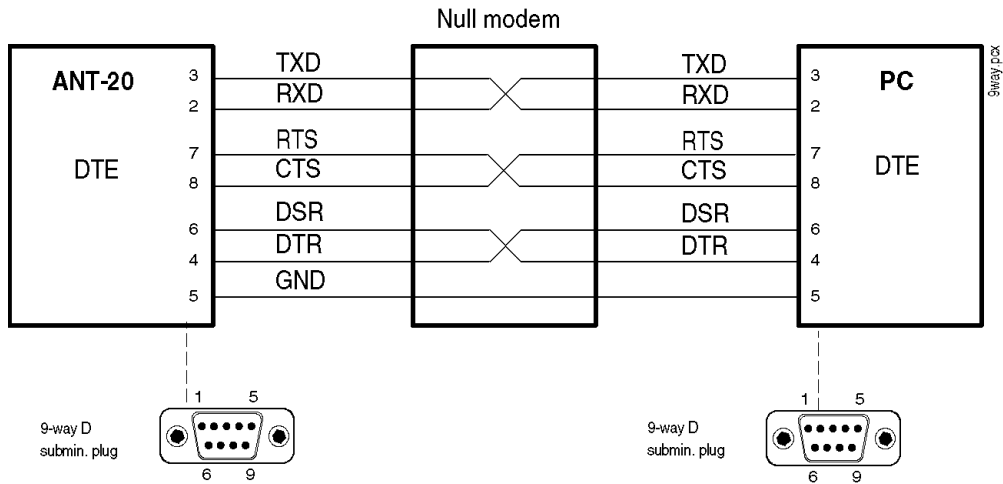 Null modem
9way.pcx
ANT-20
DTE
3 TXD TXD 3
2 RXD RXD 2
7 RTS RTS 7
8 CTS CTS 8
6 DSR DSR 6
4 DTR DTR 4
5 GND 5
PC
DTE
1 5
9-way D
submin. plug
6 9
1 5
9-way D
submin. plug
6 9